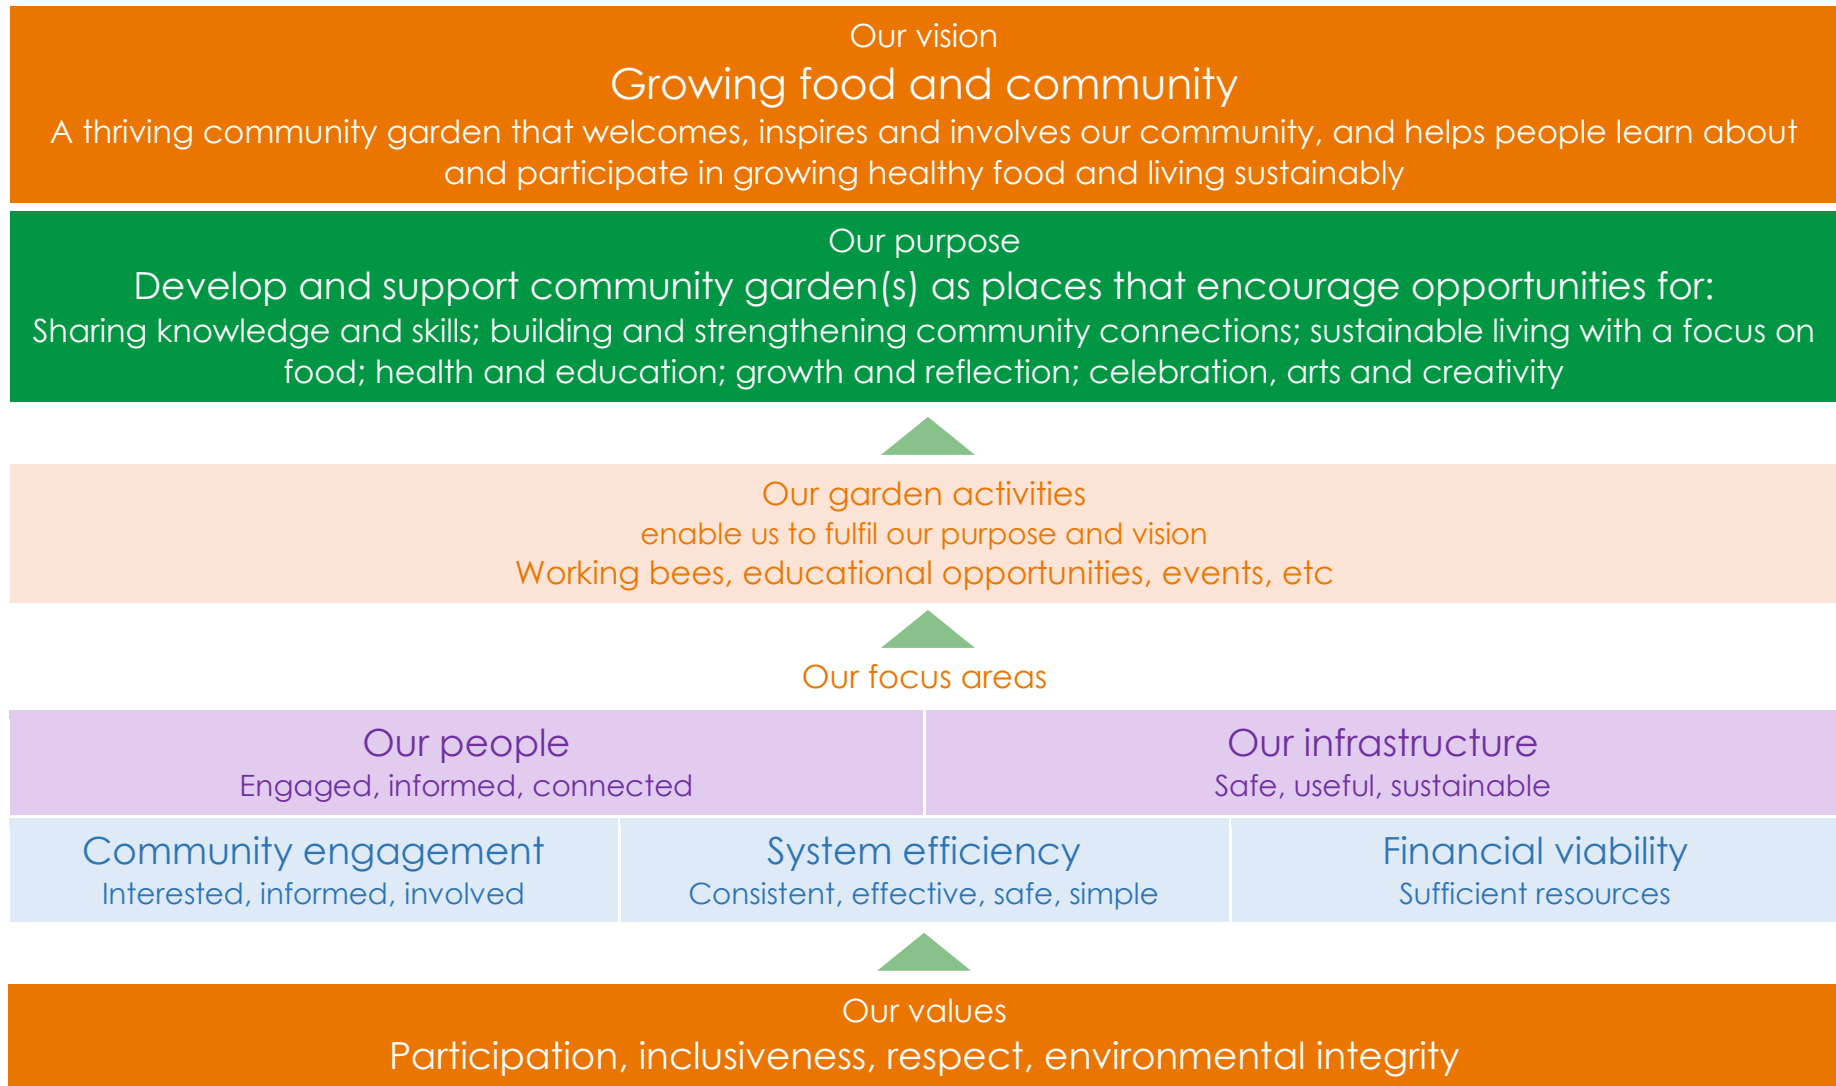 Our vision
Growing food and community
A thriving community garden that welcomes, inspires and involves our community, and helps people learn about
and participate in growing healthy food and living sustainably
Our purpose
Develop and support community garden(s) as places that encourage opportunities for:
Sharing knowledge and skills; building and strengthening community connections; sustainable living with a focus on
food; health and education; growth and reflection; celebration, arts and creativity
Our garden activities
enable us to fulfil our purpose and vision
Working bees, educational opportunities, events, etc
Our focus areas
Our people
Engaged, informed, connected
Our infrastructure
Safe, useful, sustainable
Community engagement
Interested, informed, involved
System efficiency
Consistent, effective, safe, simple
Financial viability
Sufficient resources
Our values
Participation, inclusiveness, respect, environmental integrity